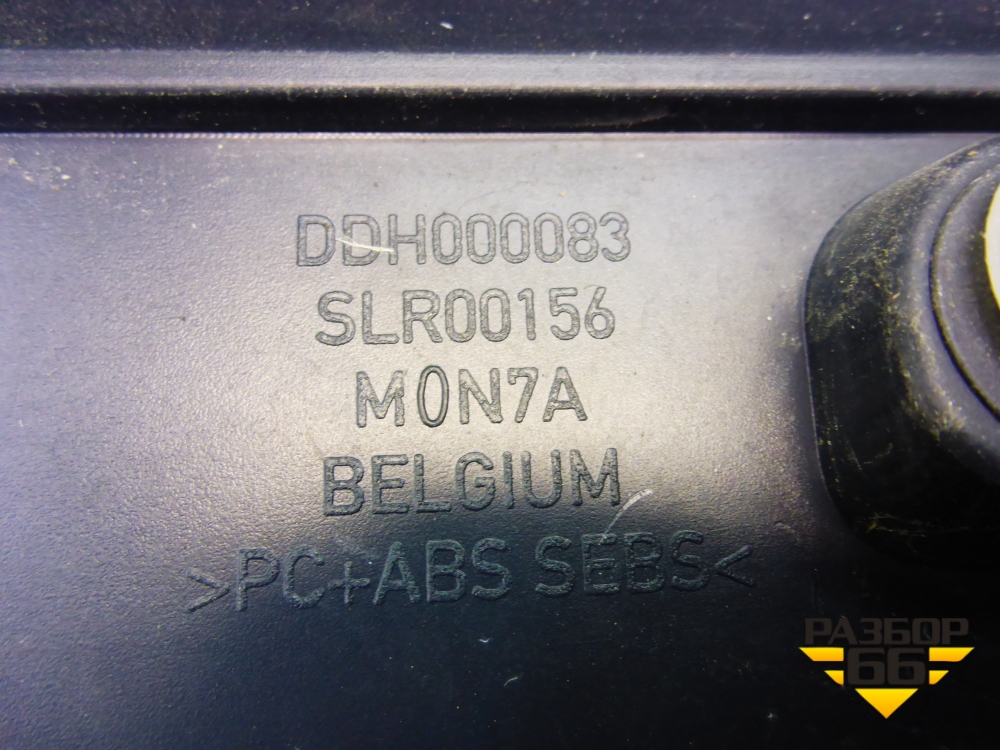 DDH000083
SLR00156
M0N7A
BELGIUM
>PC+ABS SEBS<
РАЗБОР
66